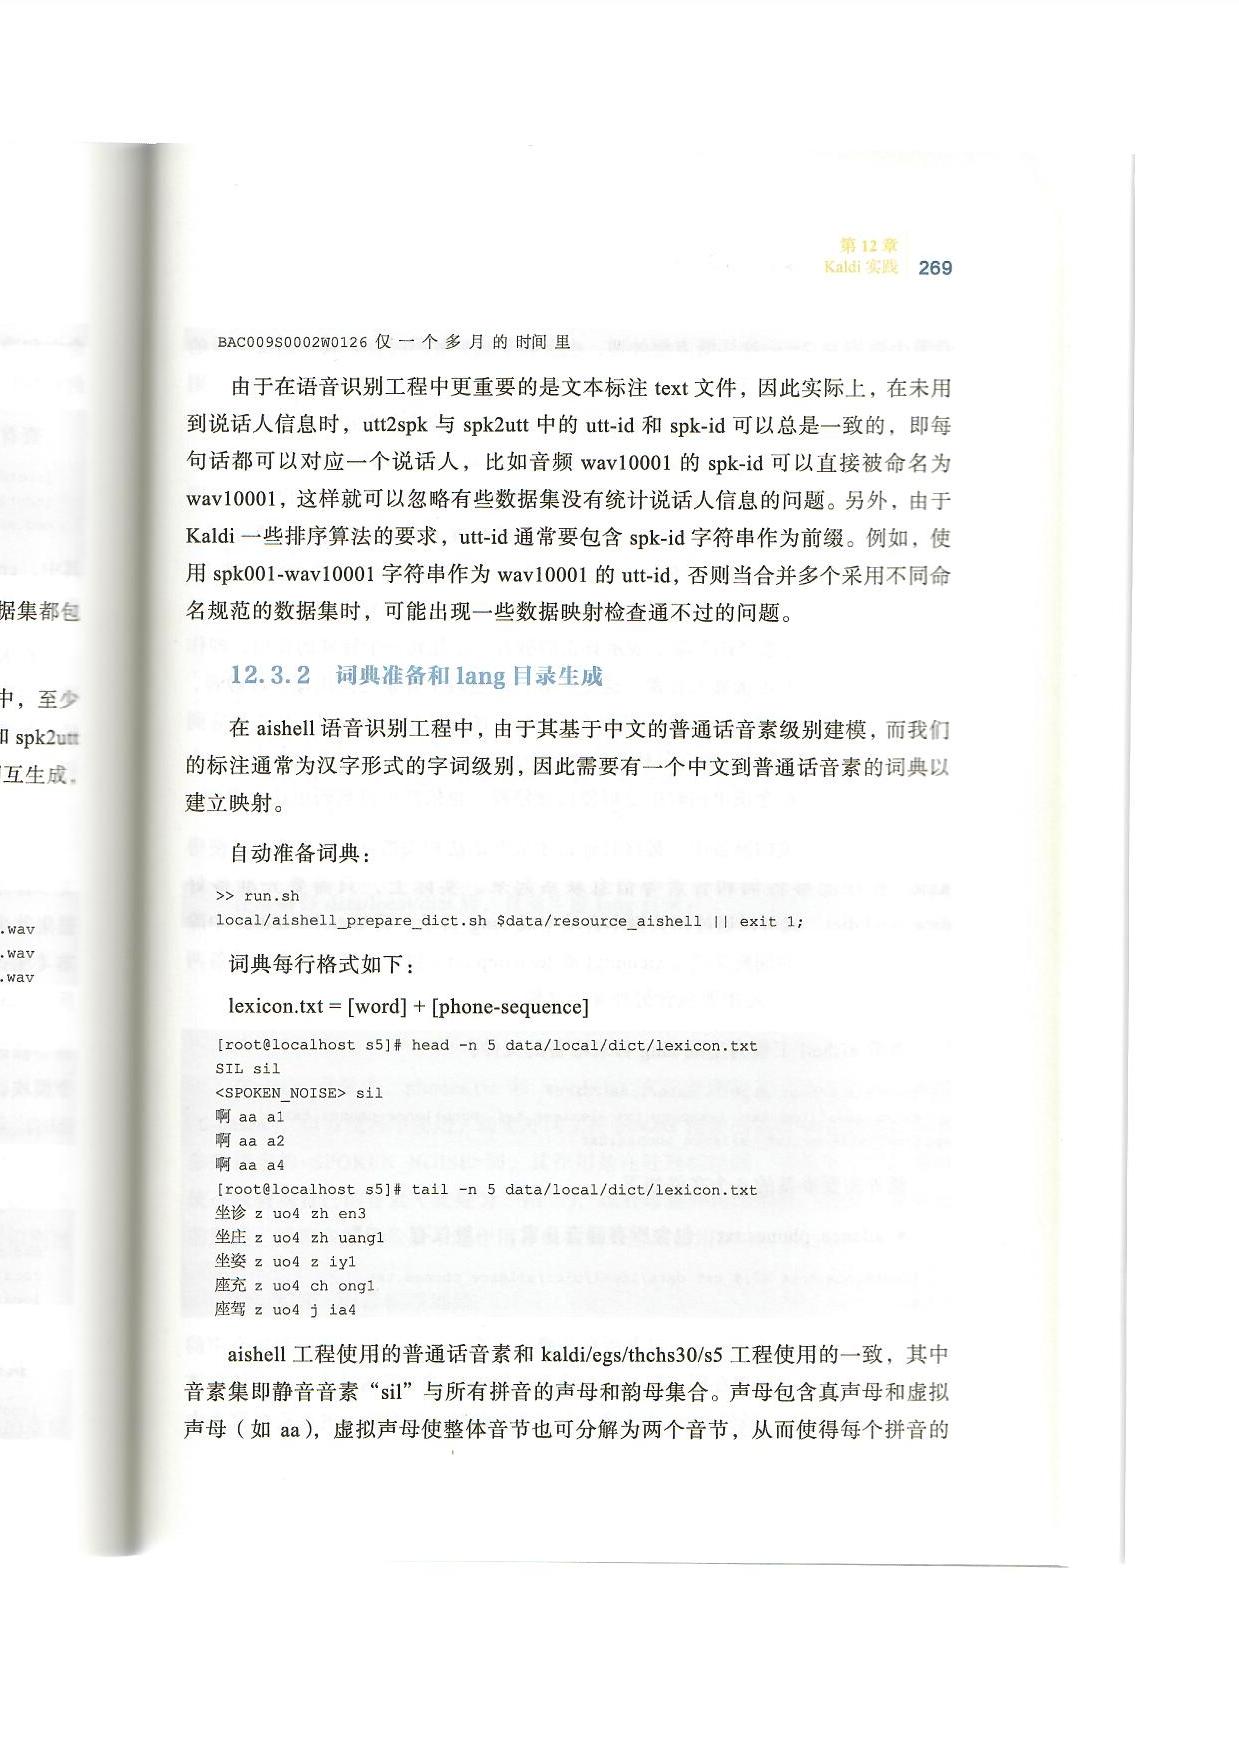 第 12 章
Kaldi 实践 269
BAC009S0002W0126 仅 一 个 多 月 的 时间 里
由于在语音识别工程中更重要的是文本标注 text 文件，因此实际上，在未用
到说话人信息时，utt2spk 与 spk2utt 中的 utt-id 和 spk-id 可以总是一致的，即每
句话都可以对应一个说话人，比如音频 wav10001 的 spk-id 可以直接被命名为
wav10001，这样就可以忽略有些数据集没有统计说话人信息的问题。另外，由于
Kaldi 一些排序算法的要求，utt-id 通常要包含 spk-id 字符串作为前缀。例如，使
用 spk001-wav10001 字符串作为 wav10001 的 utt-id，否则当合并多个采用不同命
名规范的数据集时，可能出现一些数据映射检查通不过的问题。
12.3.2 词典准备和 lang 目录生成
在 aishell 语音识别工程中，由于其基于中文的普通话音素级别建模，而我们
的标注通常为汉字形式的字词级别，因此需要有一个中文到普通话音素的词典以
建立映射。
自动准备词典：
>> run.sh
local/aishell_prepare_dict.sh $data/resource_aishell || exit 1;
词典每行格式如下：
lexicon.txt = [word] + [phone-sequence]
[root@localhost s5]# head -n 5 data/local/dict/lexicon.txt
SIL sil
<SPOKEN_NOISE> sil
啊 aa a1
啊 aa a2
啊 aa a4
[root@localhost s5]# tail -n 5 data/local/dict/lexicon.txt
坐诊 z uo4 zh en3
坐庄 z uo4 zh uang1
坐姿 z uo4 z iy1
座充 z uo4 ch ong1
座驾 z uo4 j ia4
aishell 工程使用的普通话音素和 kaldi/egs/thchs30/s5 工程使用的一致，其中
音素集即静音音素“sil”与所有拼音的声母和韵母集合。声母包含真声母和虚拟
声母（如 aa），虚拟声母使整体音节也可分解为两个音节，从而使得每个拼音的
据集都包
中，至少
和 spk2utt
互生成。
.wav
.wav
.wav